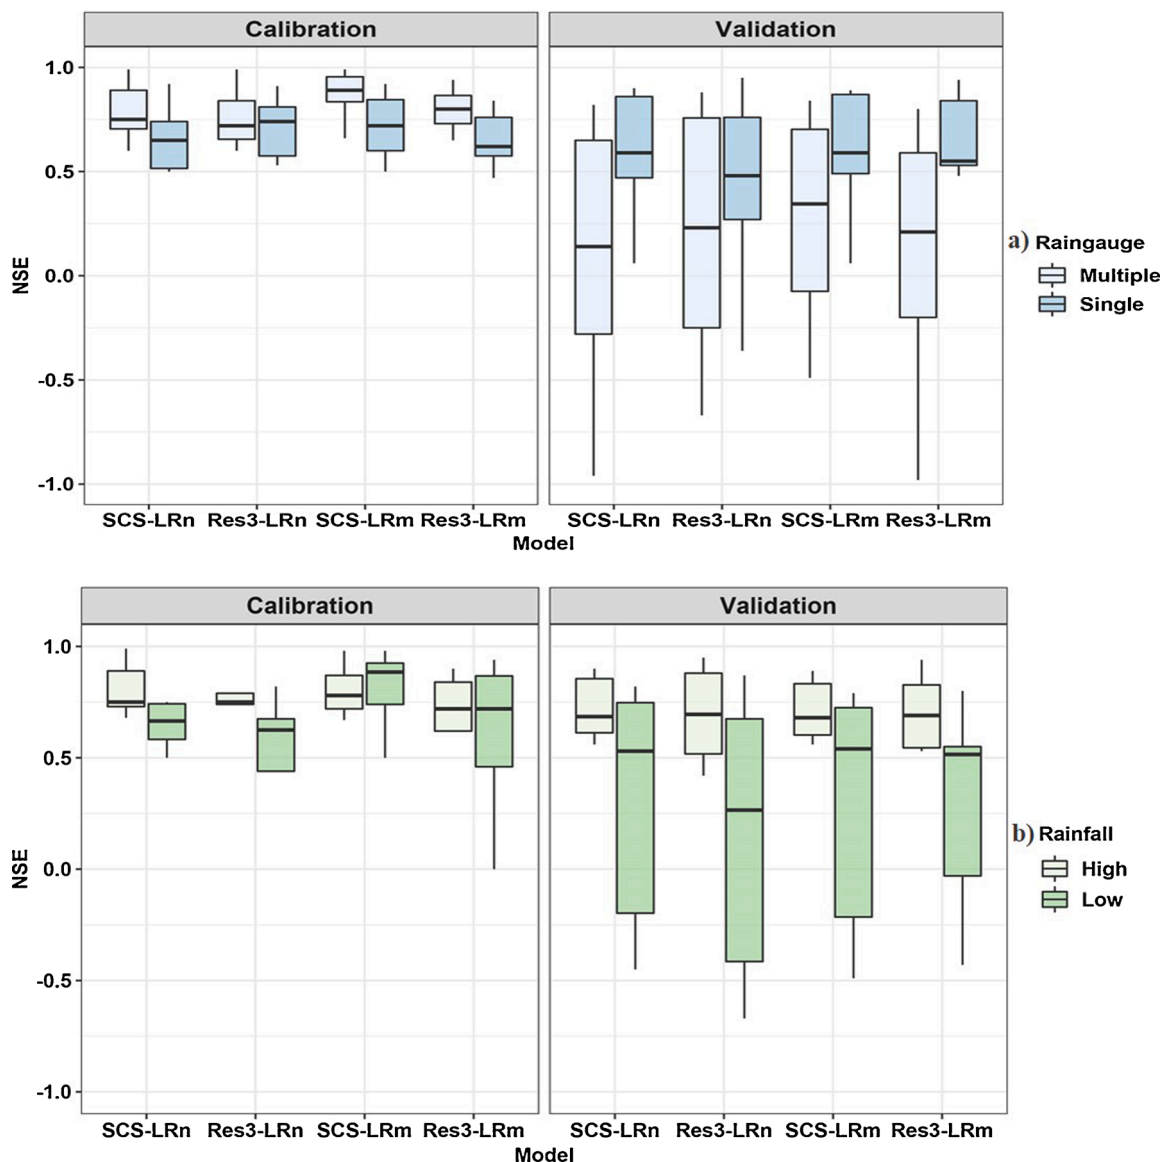 Calibration Validation
1.0
0.5
0.0
-0.5
-1.0
NSE
SCS-LRn Res3-LRn SCS-LRm Res3-LRm SCS-LRn Res3-LRn SCS-LRm Res3-LRm
Model
a) Raingauge
Multiple
Single
Calibration Validation
1.0
0.5
0.0
-0.5
-1.0
NSE
SCS-LRn Res3-LRn SCS-LRm Res3-LRm SCS-LRn Res3-LRn SCS-LRm Res3-LRm
Model
b) Rainfall
High
Low